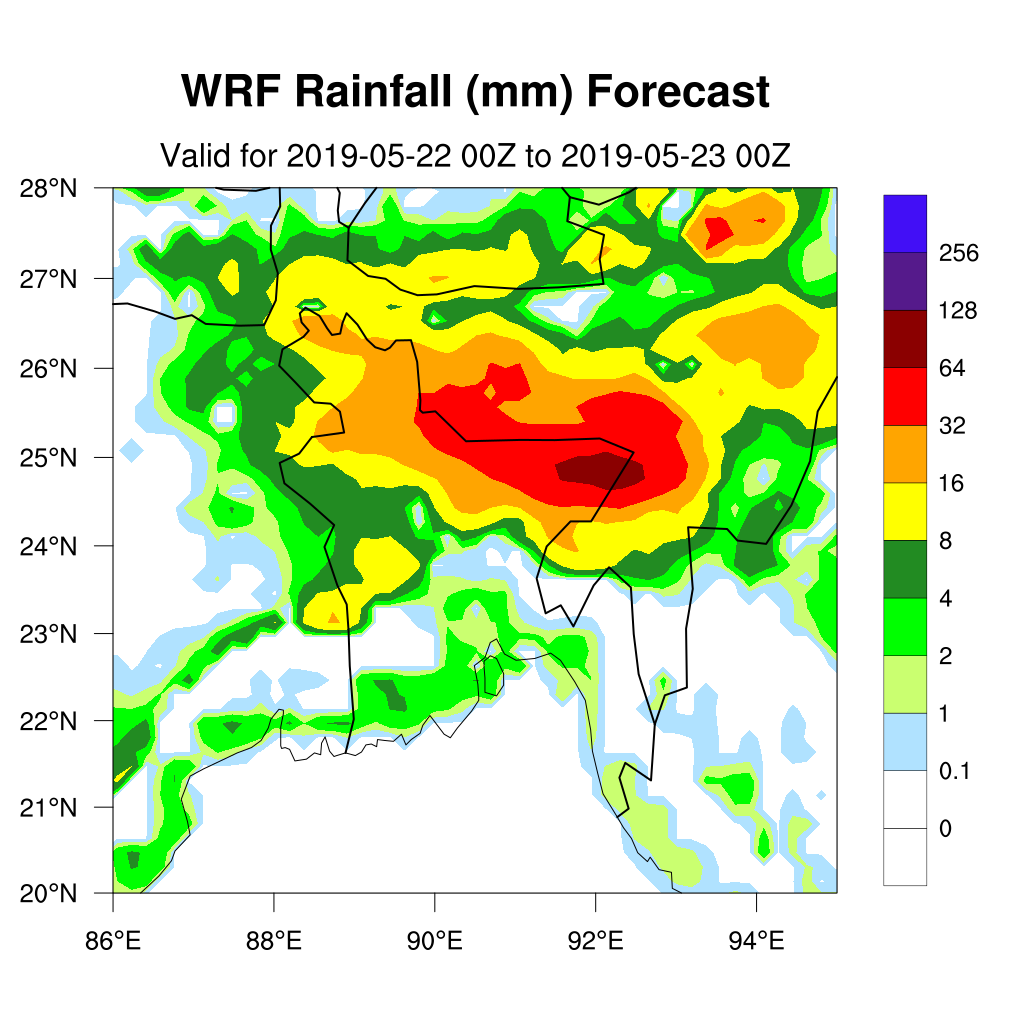 WRF Rainfall (mm) Forecast
Valid for 2019-05-22 00Z to 2019-05-23 00Z
28°N
27°N
26°N
25°N
24°N
23°N
22°N
21°N
20°N
86°E 88°E 90°E 92°E 94°E
256
128
64
32
16
8
4
2
1
0.1
0